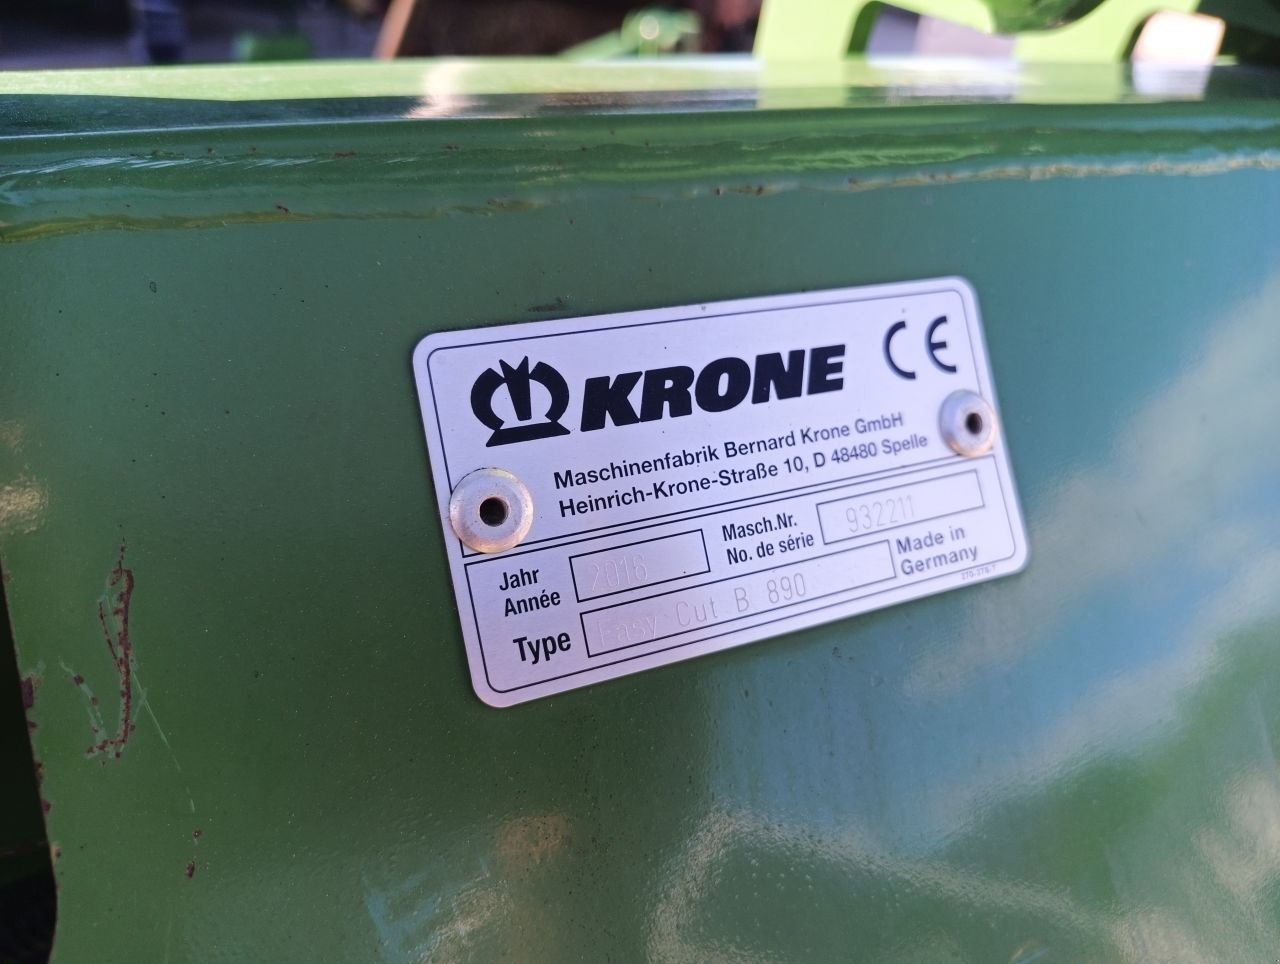 KRONE CE
Maschinenfabrik Bernard Krone GmbH
Heinrich-Krone-Straße 10, D 48480 Spelle
Jahr
Année
2016
Masch.Nr.
No. de série
932211
Type
Easy Cut B 890
Made in
Germany